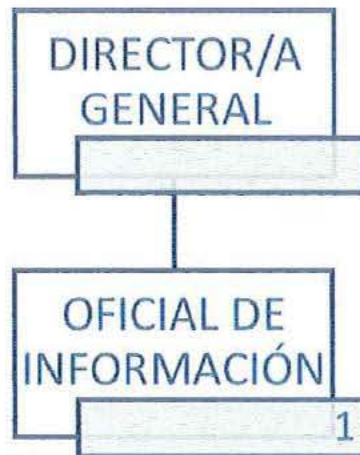 DIRECTOR/A
GENERAL
OFICIAL DE
INFORMACIÓN
1